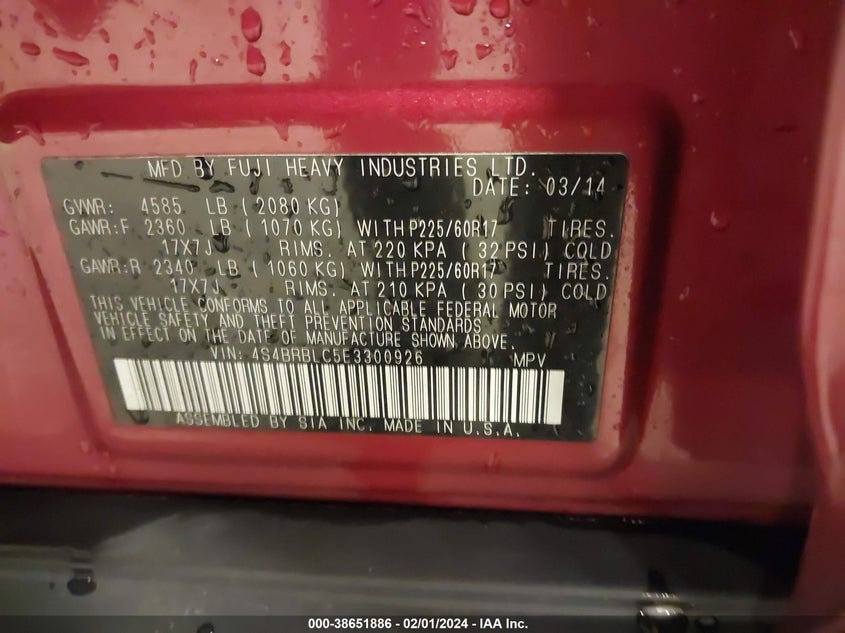 MFD BY FUJI HEAVY INDUSTRIES LTD.
DATE: 03/14
GVWR: 4585 LB ( 2080 KG)
GAWR:F 2360 LB ( 1070 KG) WITH P225/60R17 TIRES.
17X7J RIMS. AT 220 KPA ( 32 PSI) COLD
GAWR:R 2340 LB ( 1060 KG) WITH P225/60R17 TIRES.
17X7J RIMS. AT 210 KPA ( 30 PSI) COLD
THIS VEHICLE CONFORMS TO ALL APPLICABLE FEDERAL MOTOR
VEHICLE SAFETY AND THEFT PREVENTION STANDARDS
IN EFFECT ON THE DATE OF MANUFACTURE SHOWN ABOVE.
VIN: 4S4BRBLC5E3300926 MPV
ASSEMBLED BY SIA INC. MADE IN U.S.A.
000-38651886 - 02/01/2024 - IAA Inc.